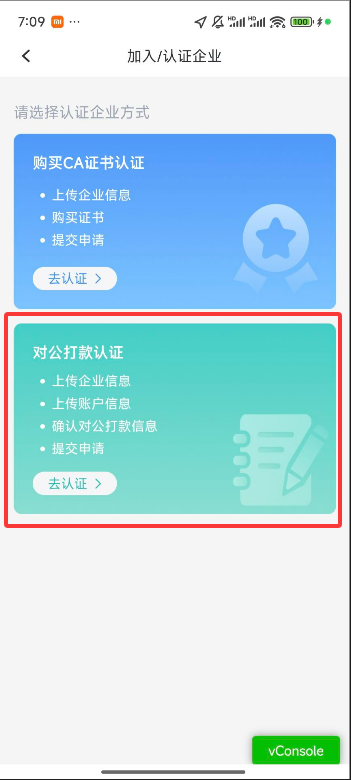 7:09
加入/认证企业
请选择认证企业方式
购买CA证书认证
上传企业信息
购买证书
提交申请
去认证
对公打款认证
上传企业信息
上传账户信息
确认对公打款信息
提交申请
去认证
vConsole